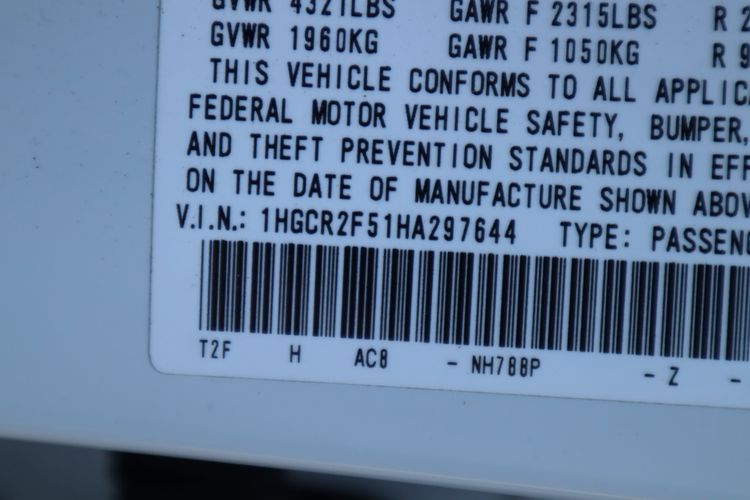 GVWR 4321LBS GAWR F 2315LBS R 2
GVWR 1960KG GAWR F 1050KG R 9
THIS VEHICLE CONFORMS TO ALL APPLIC
FEDERAL MOTOR VEHICLE SAFETY, BUMPER,
AND THEFT PREVENTION STANDARDS IN EFF
ON THE DATE OF MANUFACTURE SHOWN ABOV
V.I.N.: 1HGCR2F51HA297644 TYPE: PASSENG
T2F H AC8 - NH788P - Z -